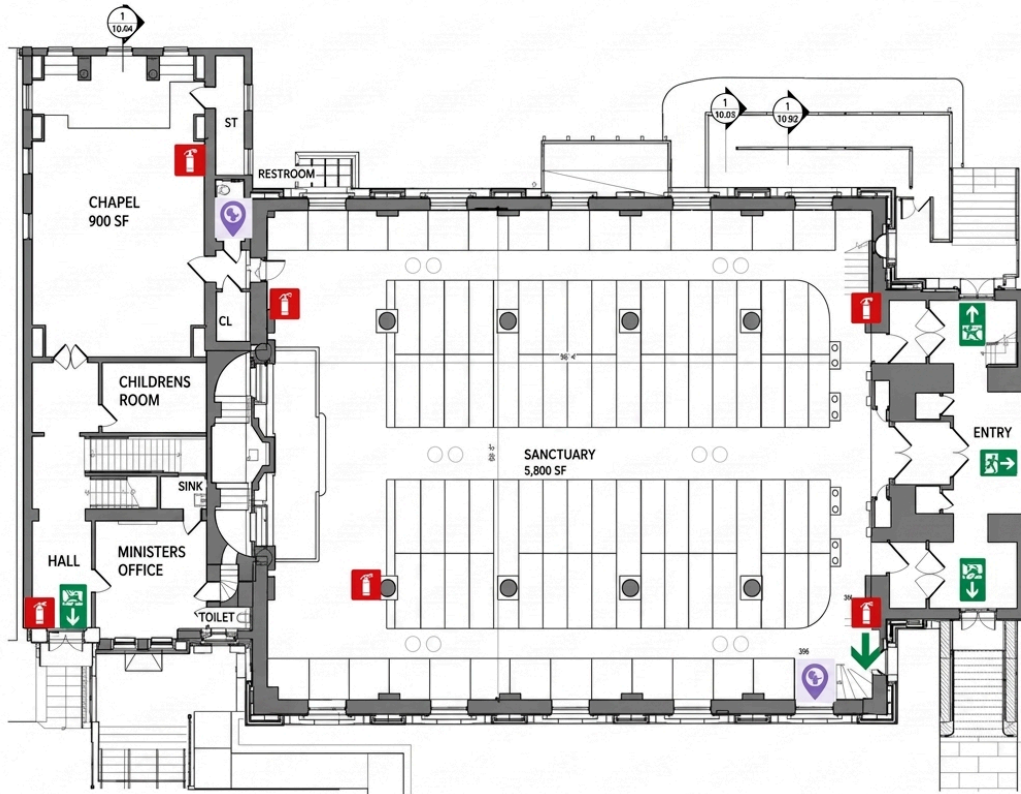 1
10.04
1
10.05
1
10.92
ST
RESTROOM
CHAPEL
900 SF
CL
CHILDRENS
ROOM
SANCTUARY
5,800 SF
ENTRY
SINK
HALL
MINISTERS
OFFICE
TOILET
396